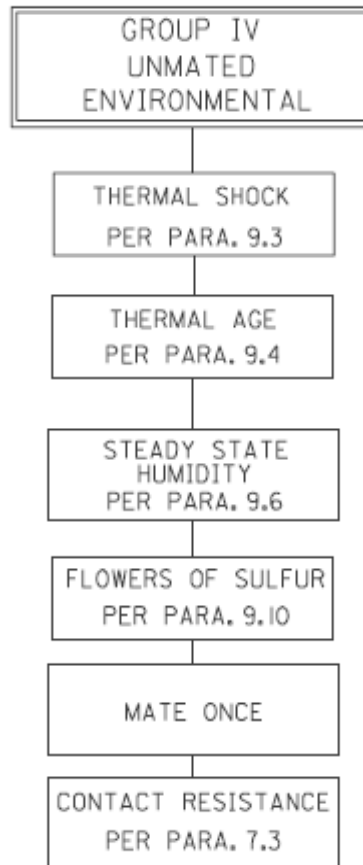 GROUP IV
UNMATED
ENVIRONMENTAL
THERMAL SHOCK
PER PARA. 9.3
THERMAL AGE
PER PARA. 9.4
STEADY STATE
HUMIDITY
PER PARA. 9.6
FLOWERS OF SULFUR
PER PARA. 9.10
MATE ONCE
CONTACT RESISTANCE
PER PARA. 7.3